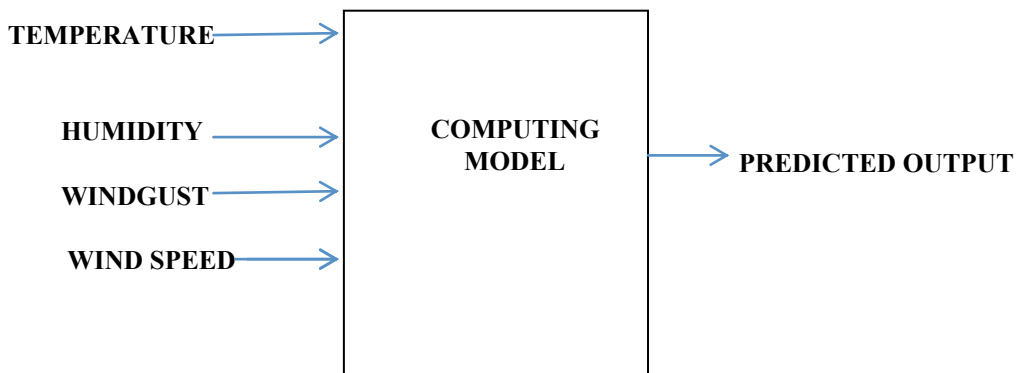 TEMPERATURE
HUMIDITY
WINDGUST
WIND SPEED
COMPUTING
MODEL
PREDICTED OUTPUT